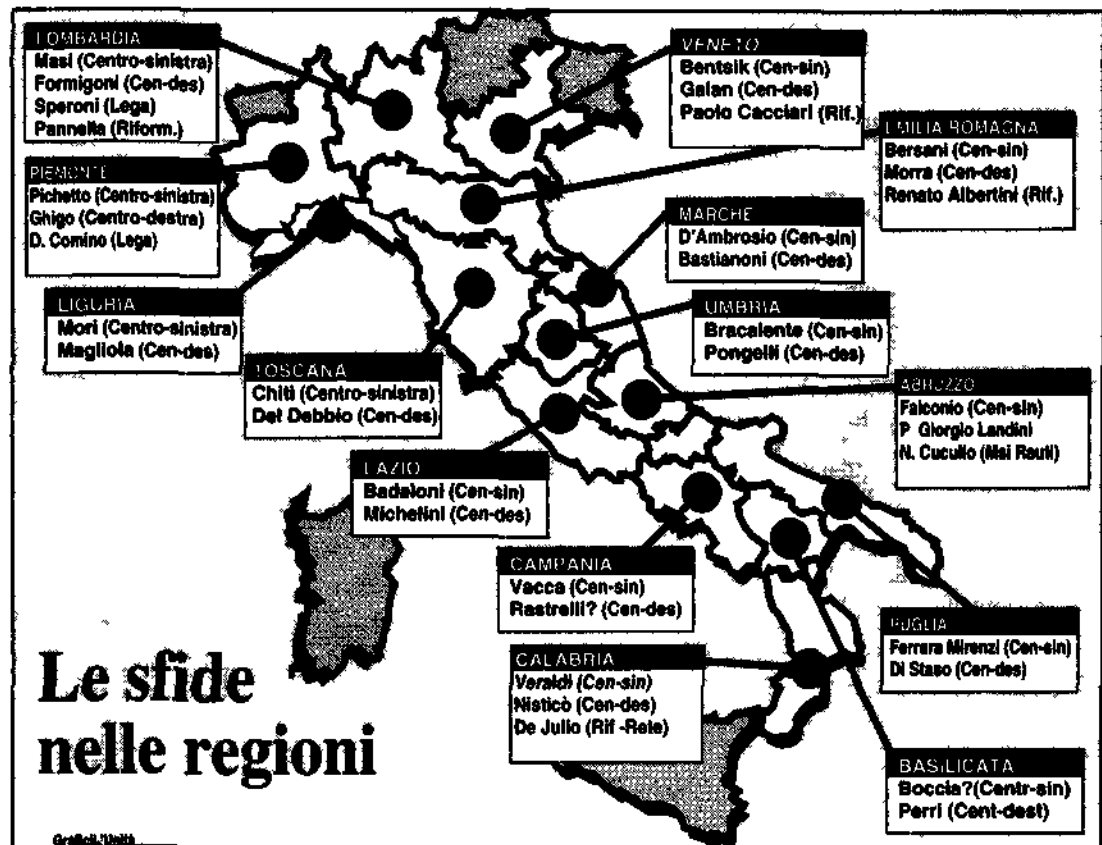 LOMBARDIA
Masi (Centro-sinistra)
Formigoni (Cen-des)
Speroni (Lega)
Pannella (Riform.)
VENETO
Bentsik (Cen-sin)
Galan (Cen-des)
Paolo Cacciari (Rif.)
EMILIA ROMAGNA
Bersani (Cen-sin)
Morra (Cen-des)
Renato Albertini (Rif.)
PIEMONTE
Pichetto (Centro-sinistra)
Ghigo (Centro-destra)
D. Comino (Lega)
MARCHE
D'Ambrosio (Cen-sin)
Bastianoni (Cen-des)
LIGURIA
Mori (Centro-sinistra)
Magliola (Cen-des)
UMBRIA
Bracalente (Cen-sin)
Pongelli (Cen-des)
TOSCANA
Chiti (Centro-sinistra)
Del Debbio (Cen-des)
ABRUZZO
Falconio (Cen-sin)
P Giorgio Landini
N. Cucullo (Msi Rauti)
LAZIO
Badaloni (Cen-sin)
Michelini (Cen-des)
CAMPANIA
Vacca (Cen-sin)
Rastrelli? (Cen-des)
PUGLIA
Ferrara Mirenzi (Cen-sin)
Di Staso (Cen-des)
CALABRIA
Veraldi (Cen-sin)
Nisticò (Cen-des)
De Julio (Rif -Rete)
BASILICATA
Boccia?(Centr-sin)
Perri (Cent-dest)
Le sfide
nelle regioni
Grafici L'Unità